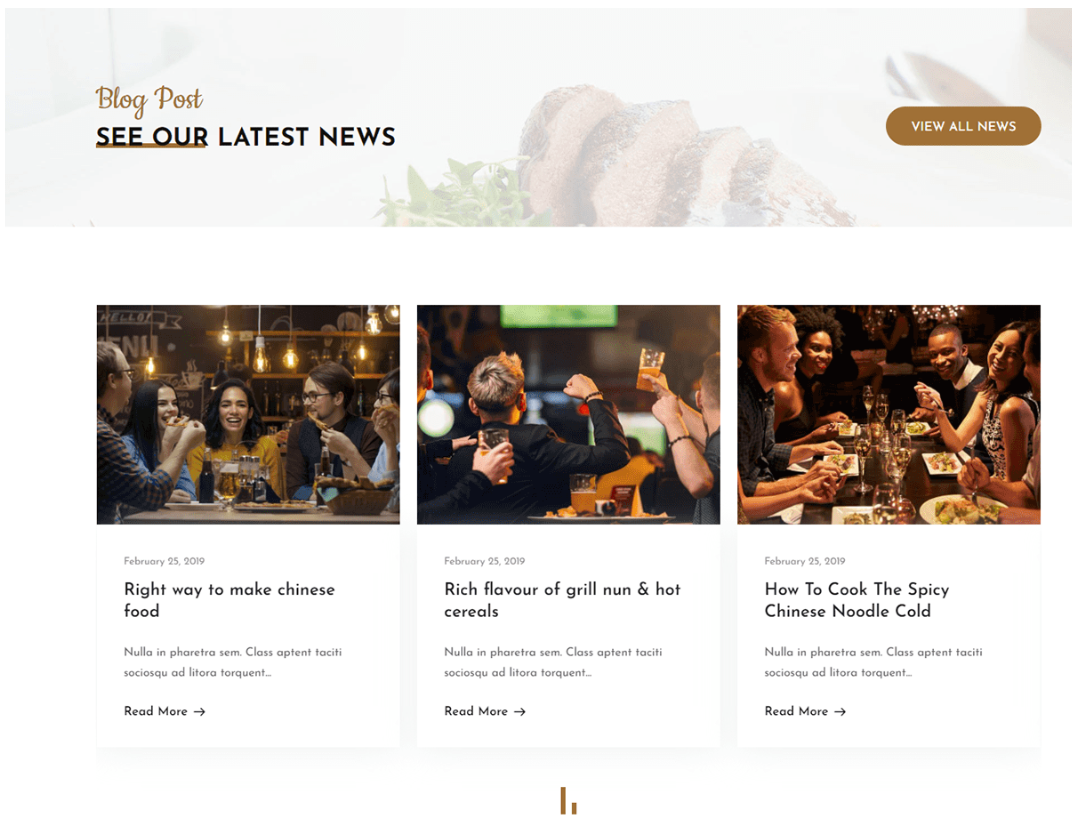 Blog Post
SEE OUR LATEST NEWS
VIEW ALL NEWS
HELLO!
MENU
February 25, 2019
Right way to make chinese
food
Nulla in pharetra sem. Class aptent taciti
sociosqu ad litora torquent...
Read More →
February 25, 2019
Rich flavour of grill nun & hot
cereals
Nulla in pharetra sem. Class aptent taciti
sociosqu ad litora torquent...
Read More →
February 25, 2019
How To Cook The Spicy
Chinese Noodle Cold
Nulla in pharetra sem. Class aptent taciti
sociosqu ad litora torquent...
Read More →